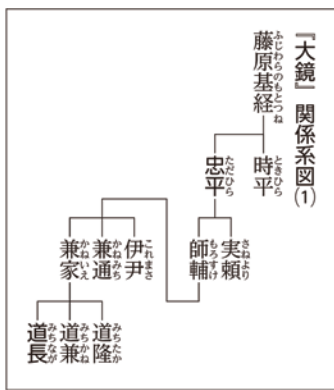 『大鏡』関係系図(1)
藤原基経
ふじわらのもとつね
時平
ときひら
忠平
ただひら
実頼
さねより
師輔
もろすけ
伊尹
これまさ
兼通
かねみち
兼家
かねいえ
道隆
みちたか
道兼
みちかね
道長
みちなが